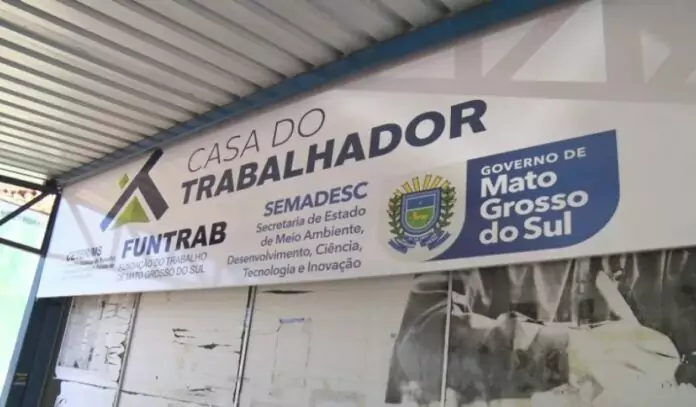 CASA DO
TRABALHADOR
FUNTRAB
FUNDAÇÃO DO TRABALHO
DE MATO GROSSO DO SUL
SEMADESC
Secretaria de Estado
de Meio Ambiente,
Desenvolvimento, Ciência,
Tecnologia e Inovação
GOVERNO DE
Mato
Grosso
do Sul